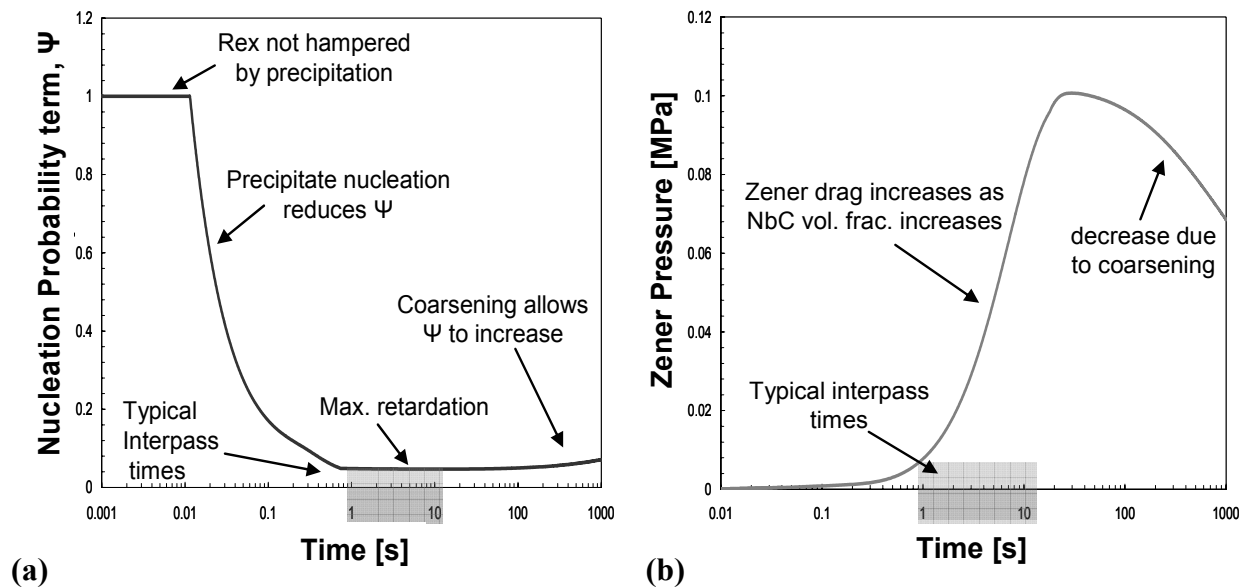 Nucleation Probability term, Ψ
1.2
1
0.8
0.6
0.4
0.2
0
Rex not hampered
by precipitation
Precipitate nucleation
reduces Ψ
Coarsening allows
Ψ to increase
Typical
Interpass
times
Max. retardation
0.001
0.01
0.1
1
10
100
1000
Time [s]
(a)
Zener Pressure [MPa]
0.12
0.1
0.08
0.06
0.04
0.02
0
Zener drag increases as
NbC vol. frac. increases
decrease due
to coarsening
Typical interpass
times
0.01
0.1
1
10
100
1000
Time [s]
(b)